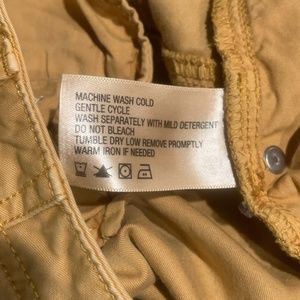 MACHINE WASH COLD
GENTLE CYCLE
WASH SEPARATELY WITH MILD DETERGENT
DO NOT BLEACH
TUMBLE DRY LOW REMOVE PROMPTLY
WARM IRON IF NEEDED